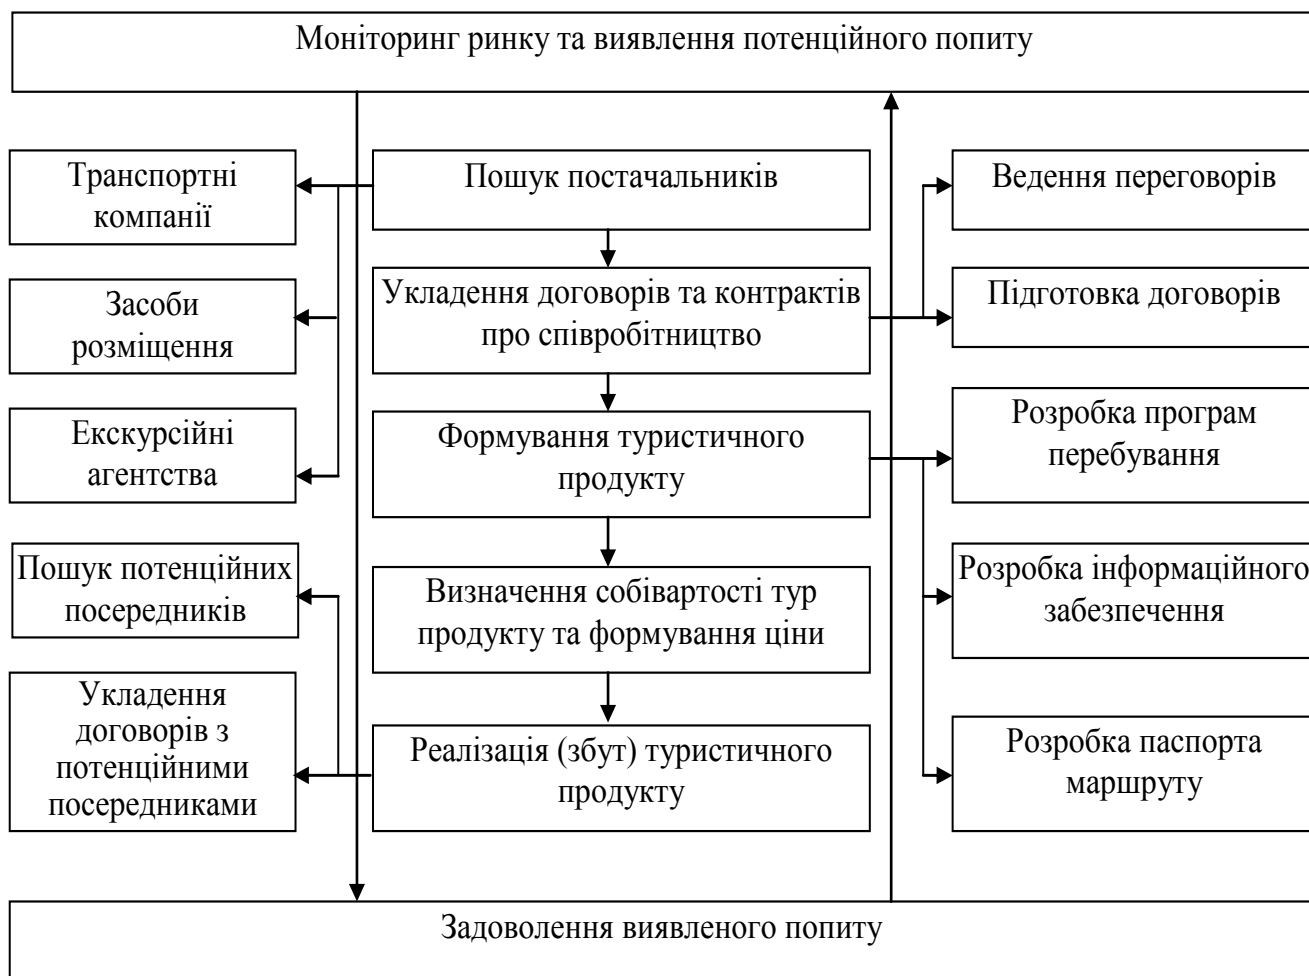 Моніторинг ринку та виявлення потенційного попиту
Транспортні
компанії
Пошук постачальників
Ведення переговорів
Засоби
розміщення
Укладення договорів та контрактів
про співробітництво
Підготовка договорів
Екскурсійні
агентства
Формування туристичного
продукту
Розробка програм
перебування
Пошук потенційних
посередників
Визначення собівартості тур
продукту та формування ціни
Розробка інформаційного
забезпечення
Укладення
договорів з
потенційними
посередниками
Реалізація (збут) туристичного
продукту
Розробка паспорта
маршруту
Задоволення виявленого попиту